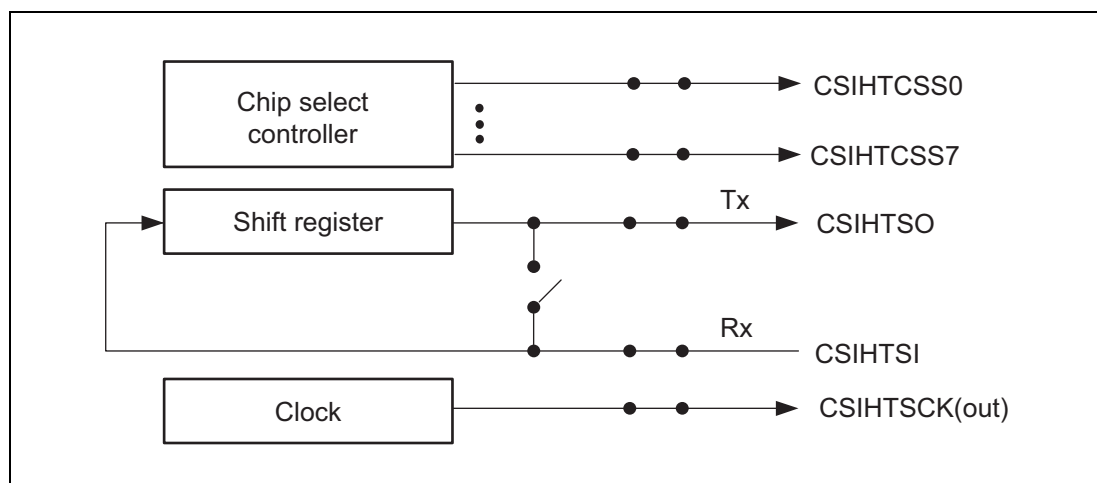 Chip select
controller
CSIHTCSS0
CSIHTCSS7
Shift register
Tx
CSIHTSO
Rx
CSIHTSI
Clock
CSIHTSCK(out)